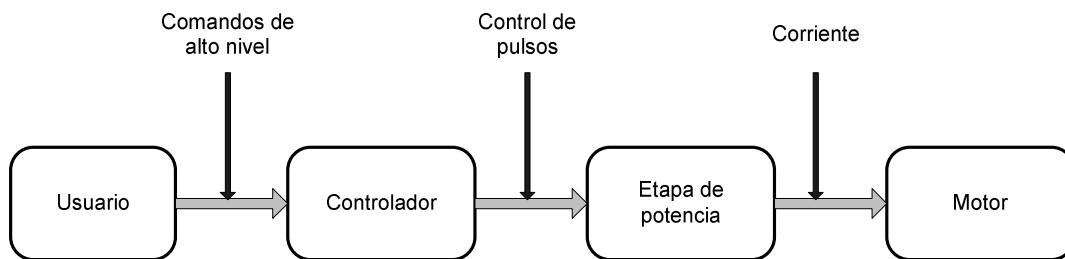 Comandos de
alto nivel
Control de
pulsos
Corriente
Usuario
Controlador
Etapa de
potencia
Motor